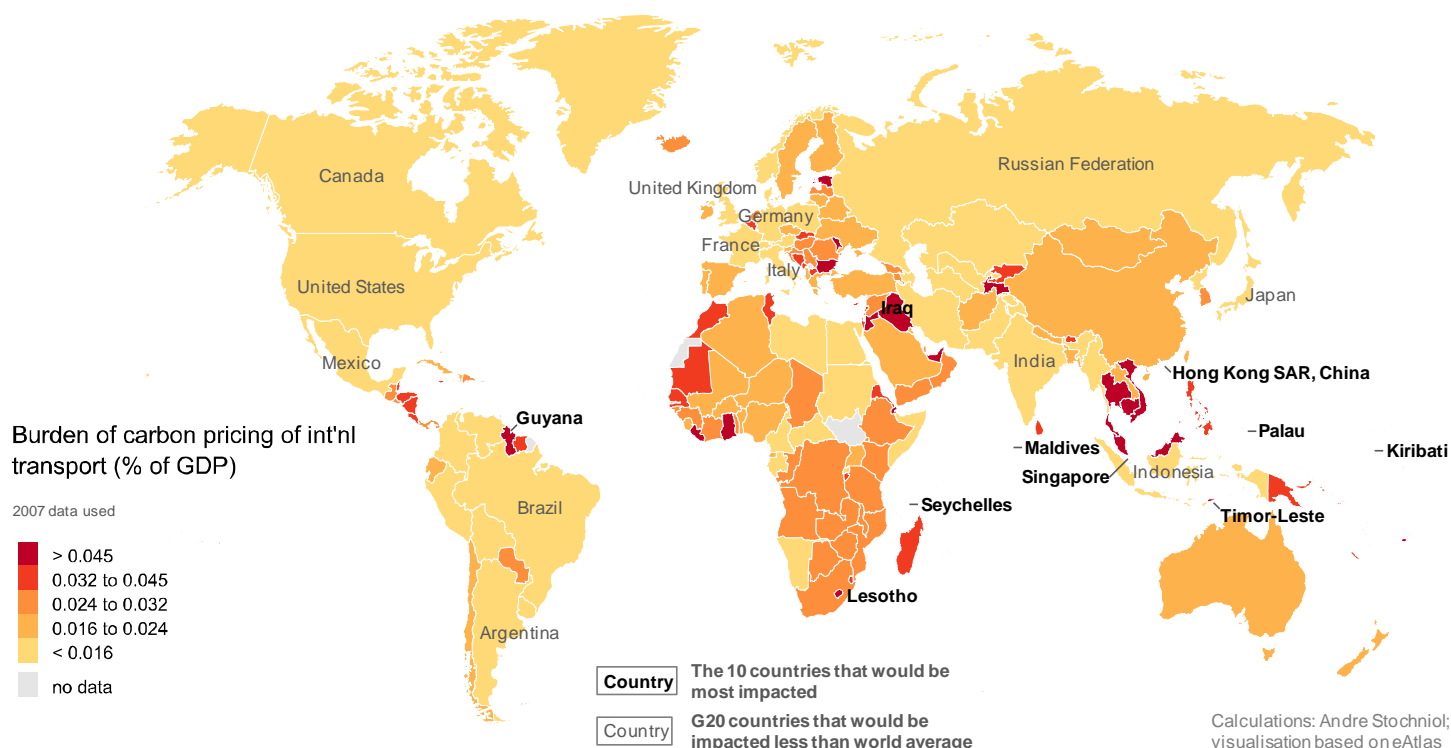 Canada
Russian Federation
United Kingdom
Germany
France
Italy
United States
Japan
Iraq
Mexico
India
Hong Kong SAR, China
Guyana
Palau
Maldives
Kiribati
Singapore
Indonesia
Brazil
Seychelles
Timor-Leste
Lesotho
Argentina
Burden of carbon pricing of int'nl
transport (% of GDP)
2007 data used
> 0.045
0.032 to 0.045
0.024 to 0.032
0.016 to 0.024
< 0.016
no data
Country
The 10 countries that would be
most impacted
Country
G20 countries that would be
impacted less than world average
Calculations: Andre Stochniol;
visualisation based on eAtlas